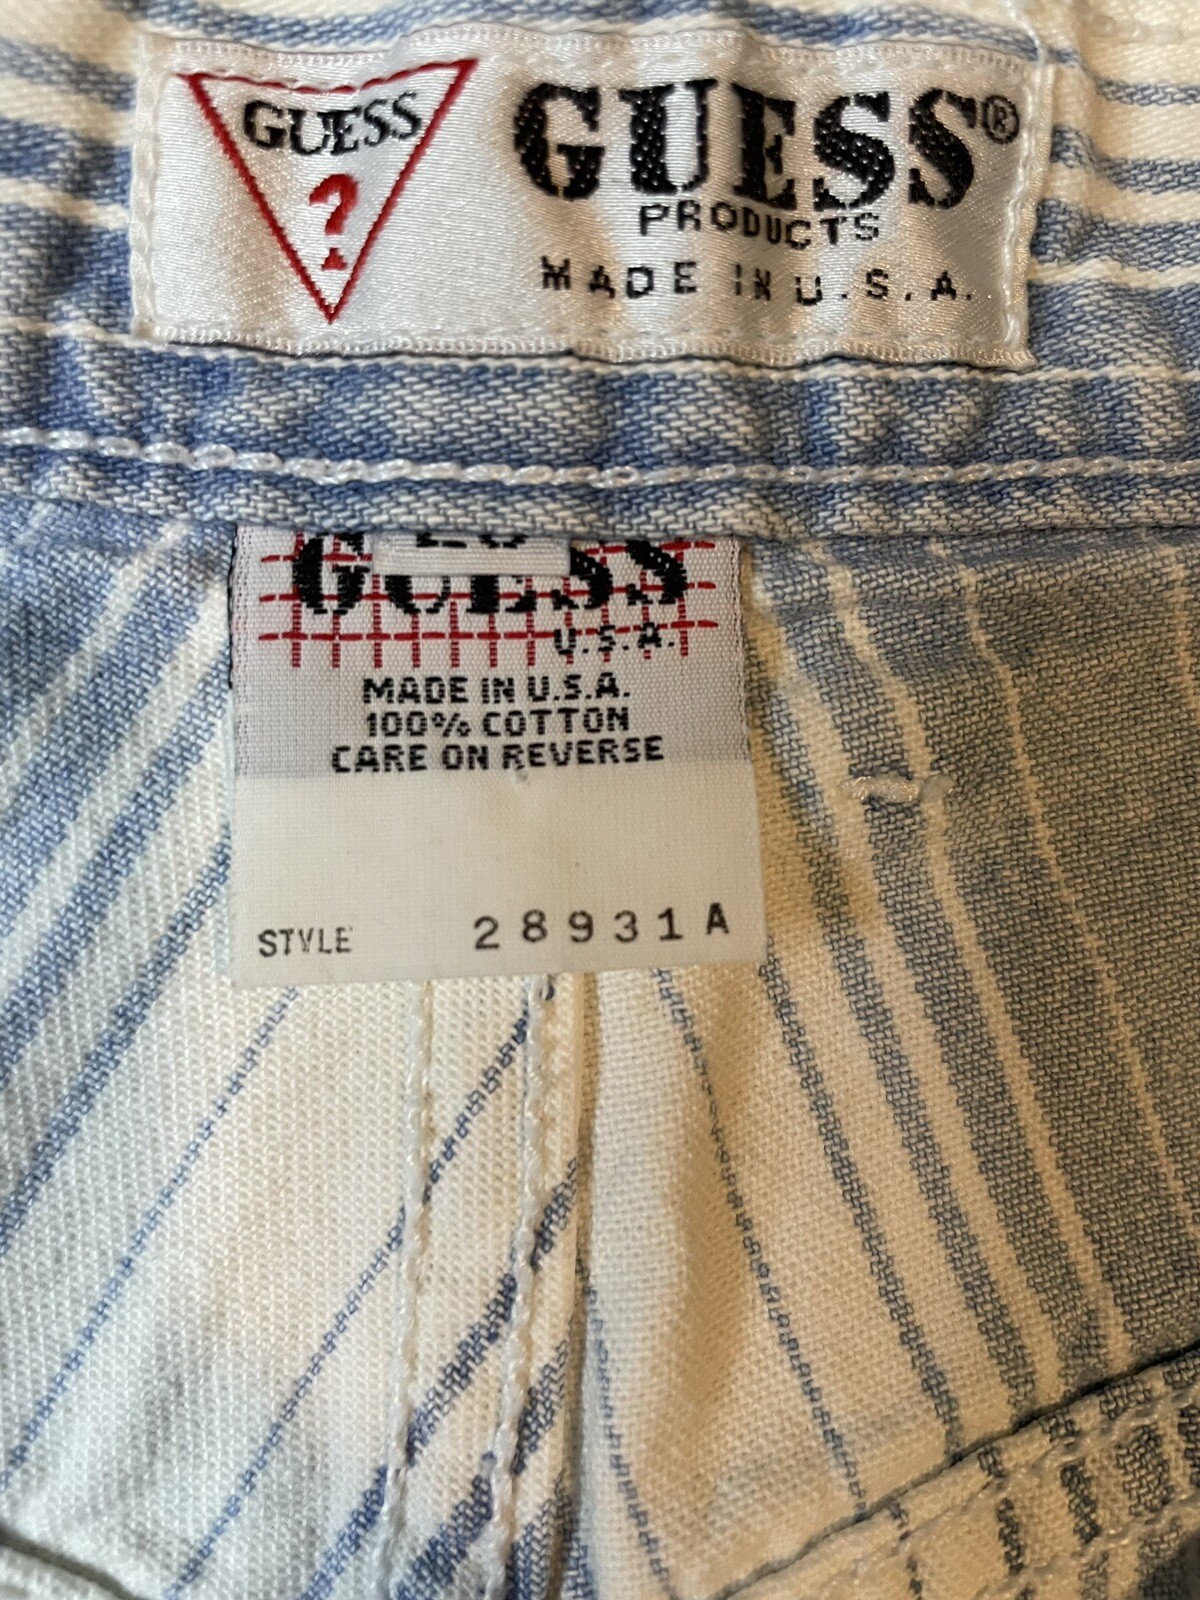 GUESS
?
GUESS®
PRODUCTS
MADE IN U.S.A.
GUESS
U.S.A.
MADE IN U.S.A.
100% COTTON
CARE ON REVERSE
STYLE 28931A